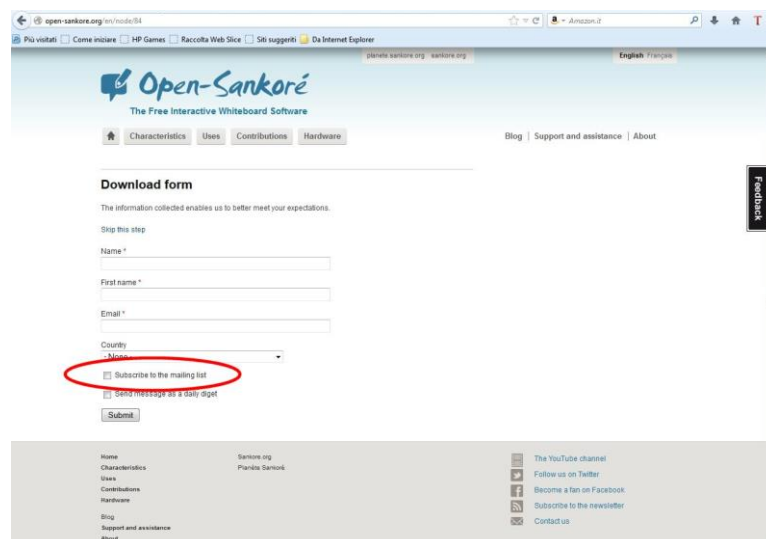 open-sankore.org/en/node/84
Amazon.it
Più visitati Come iniziare HP Games Raccolta Web Slice Siti suggeriti Da Internet Explorer
planete.sankore.org sankore.org English Français
Open-Sankoré
The Free Interactive Whiteboard Software
Characteristics Uses Contributions Hardware Blog | Support and assistance | About
Feedback
Download form
The information collected enables us to better meet your expectations.
Skip this step
Name *
First name *
Email *
Country
- None -
Subscribe to the mailing list
Send message as a daily diget
Submit
Home Sankore.org The YouTube channel
Characteristics Planète Sankoré
Uses Follow us on Twitter
Contributions Become a fan on Facebook
Hardware Subscribe to the newsletter
Blog Contact us
Support and assistance
About